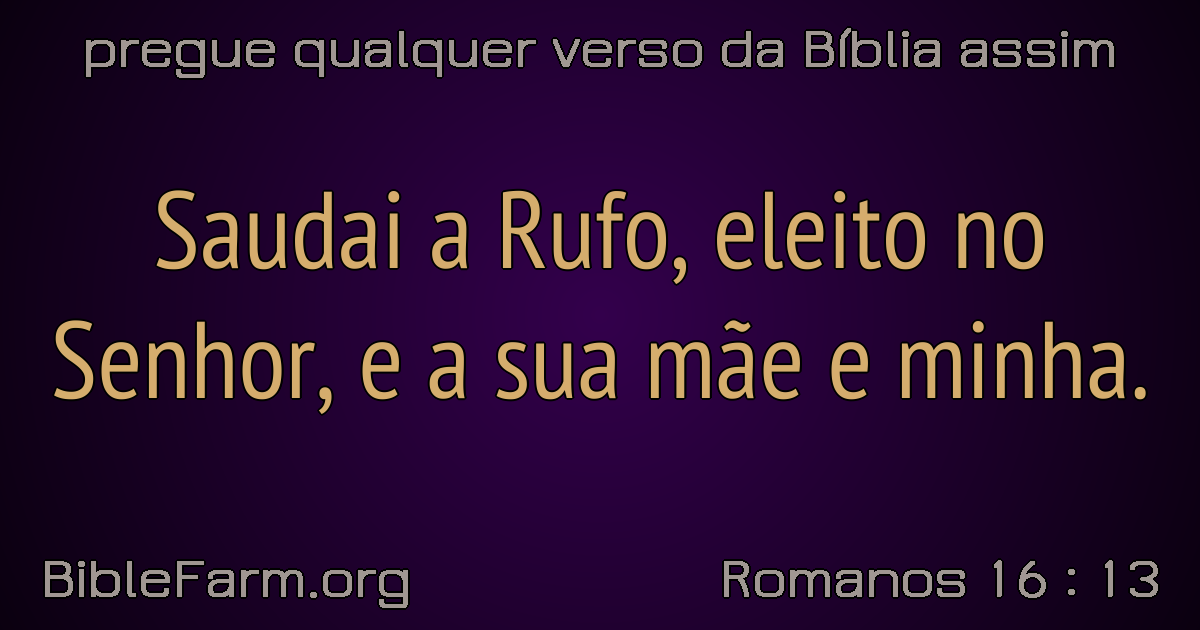 pregue qualquer verso da Bíblia assim
Saudai a Rufo, eleito no
Senhor, e a sua mãe e minha.
BibleFarm.org
Romanos 16 : 13